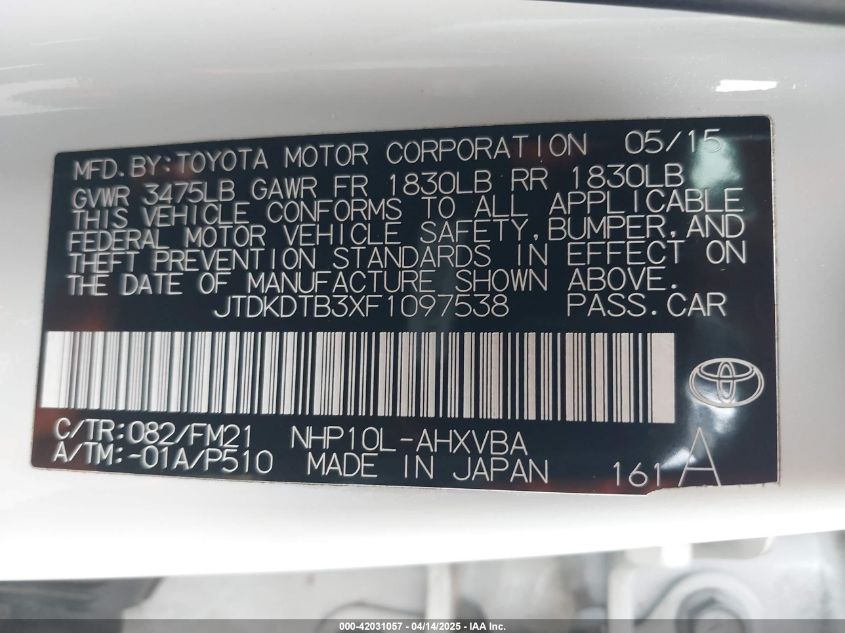 MFD.BY:TOYOTA MOTOR CORPORATION 05/15
GVWR 3475LB GAWR FR 1830LB RR 1830LB
THIS VEHICLE CONFORMS TO ALL APPLICABLE
FEDERAL MOTOR VEHICLE SAFETY,BUMPER,AND
THEFT PREVENTION STANDARDS IN EFFECT ON
THE DATE OF MANUFACTURE SHOWN ABOVE.
JTDKDTB3XF1097538 PASS.CAR
C/TR:082/FM21 NHP10L-AHXVBA
A/TM:-01A/P510 MADE IN JAPAN 161 A
000-42031057 - 04/14/2025 - IAA Inc.